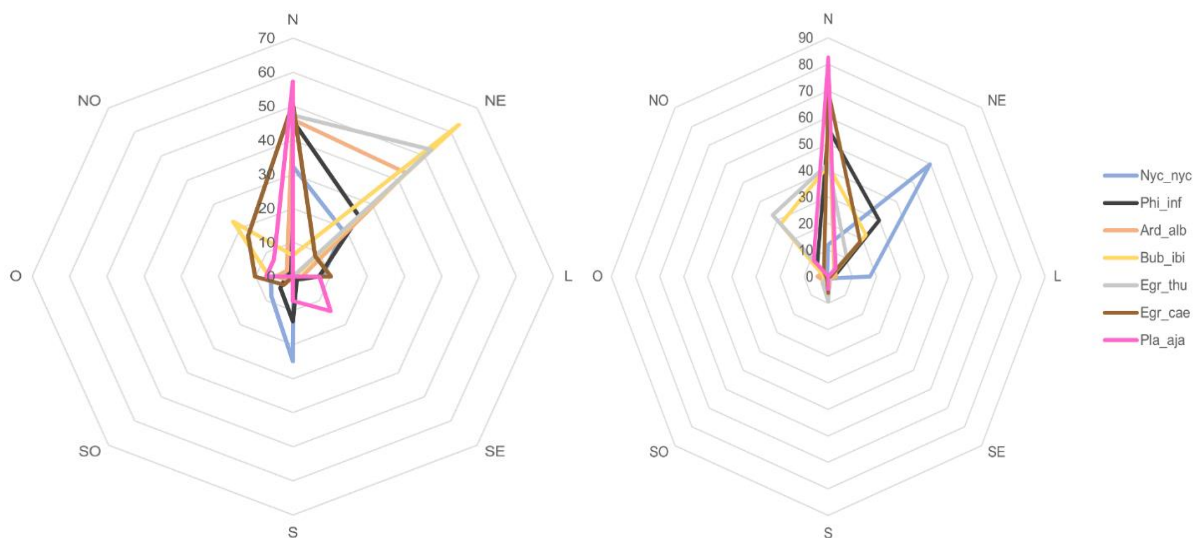 N
70
60
50
40
30
20
10
0
NO
NE
O
L
SO
SE
S
N
90
80
70
60
50
40
30
20
10
0
NO
NE
O
L
SO
SE
S
Nyc_nyc
Phi_inf
Ard_alb
Bub_ibi
Egr_thu
Egr_cae
Pla_aja